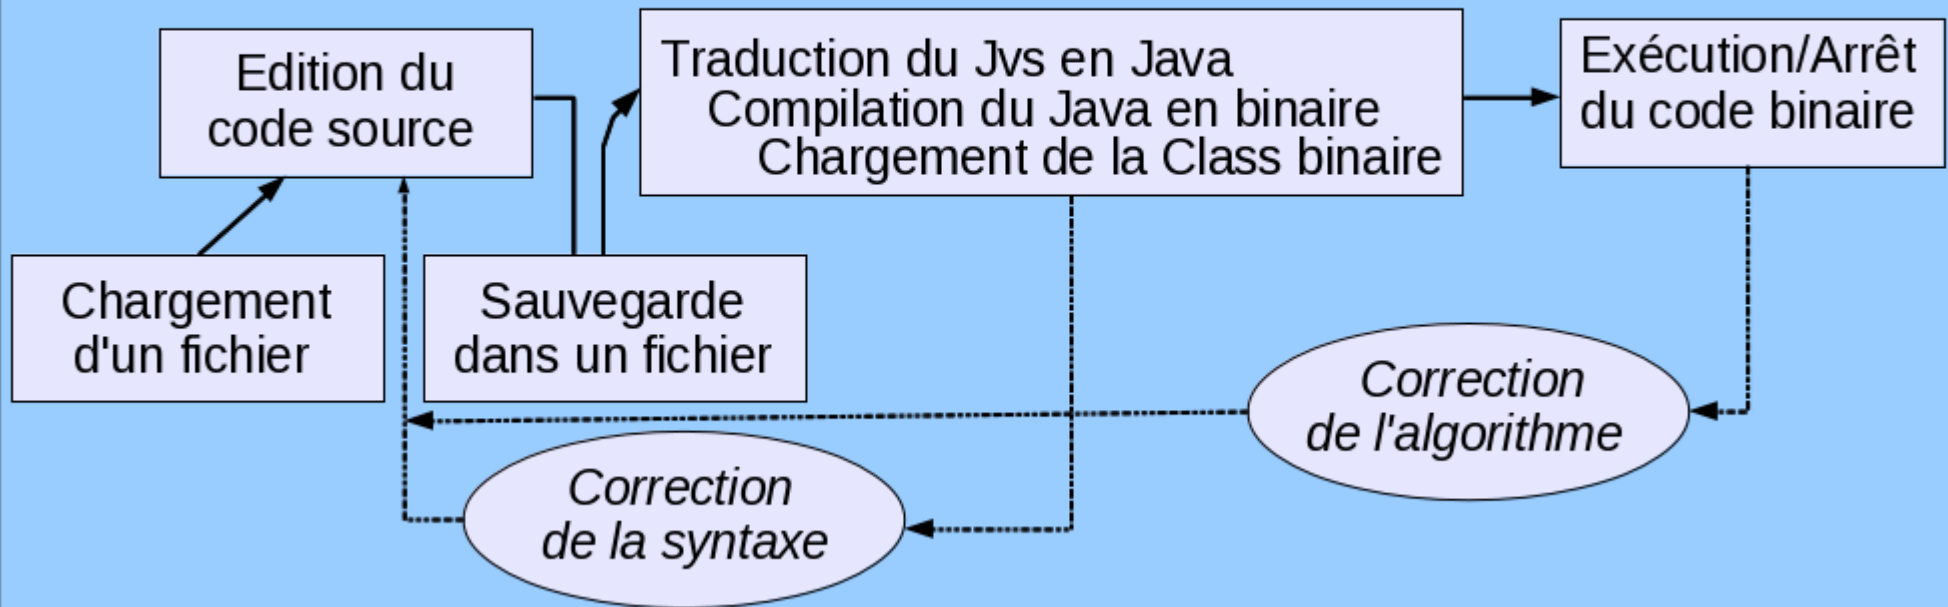 Edition du
code source
Traduction du Jvs en Java
Compilation du Java en binaire
Chargement de la Class binaire
Exécution/Arrêt
du code binaire
Chargement
d'un fichier
Sauvegarde
dans un fichier
Correction
de l'algorithme
Correction
de la syntaxe